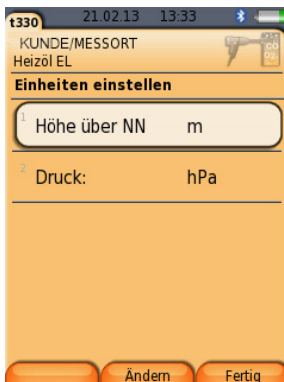 t330 21.02.13 13:33
KUNDE/MESSORT
Heizöl EL
Einheiten einstellen
1 Höhe über NN m
2 Druck: hPa
Ändern Fertig